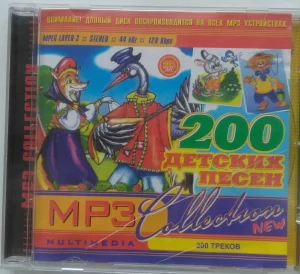 ВНИМАНИЕ! ДАННЫЙ ДИСК ВОСПРОИЗВОДИТСЯ НА ВСЕХ MP3 УСТРОЙСТВАХ
MPEG LAYER-3 :: STEREO :: 44 kHz :: 128 Kbps
MP3 COLLECTION
200
ДЕТСКИХ
ПЕСЕН
MP3 Collection
NEW
MULTIMEDIA
200 ТРЕКОВ